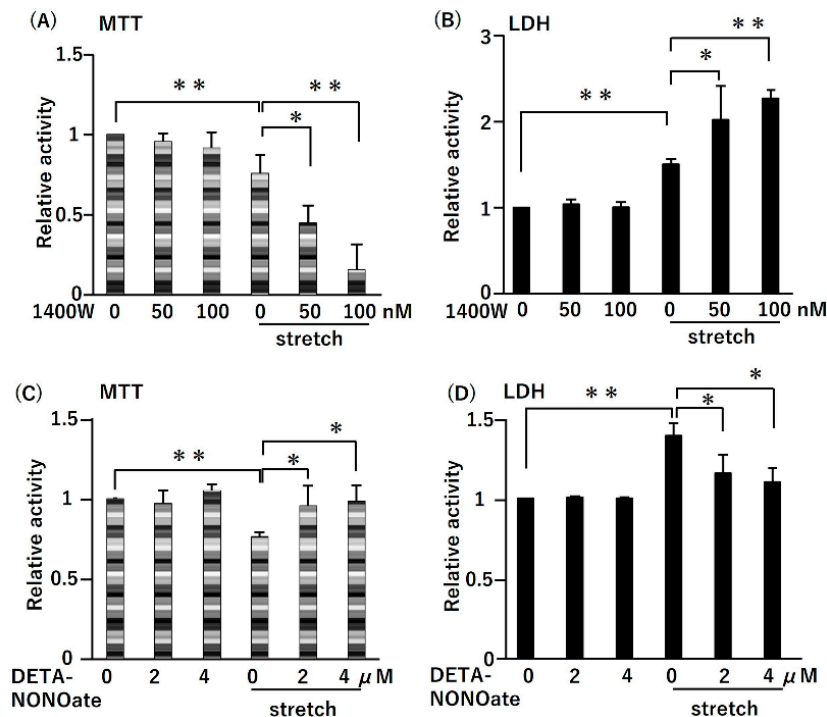 (A) MTT
1.5
1
0.5
0
Relative activity
* *
* *
*
1400W 0 50 100 0 50 100 nM
stretch
(B) LDH
3
2
1
0
Relative activity
* *
*
* *
1400W 0 50 100 0 50 100 nM
stretch
(C) MTT
1.5
1
0.5
0
Relative activity
* *
*
*
DETA-
NONOate
0 2 4 0 2 4 μM
stretch
(D) LDH
1.5
1
0.5
0
Relative activity
* *
*
*
DETA-
NONOate
0 2 4 0 2 4 μM
stretch